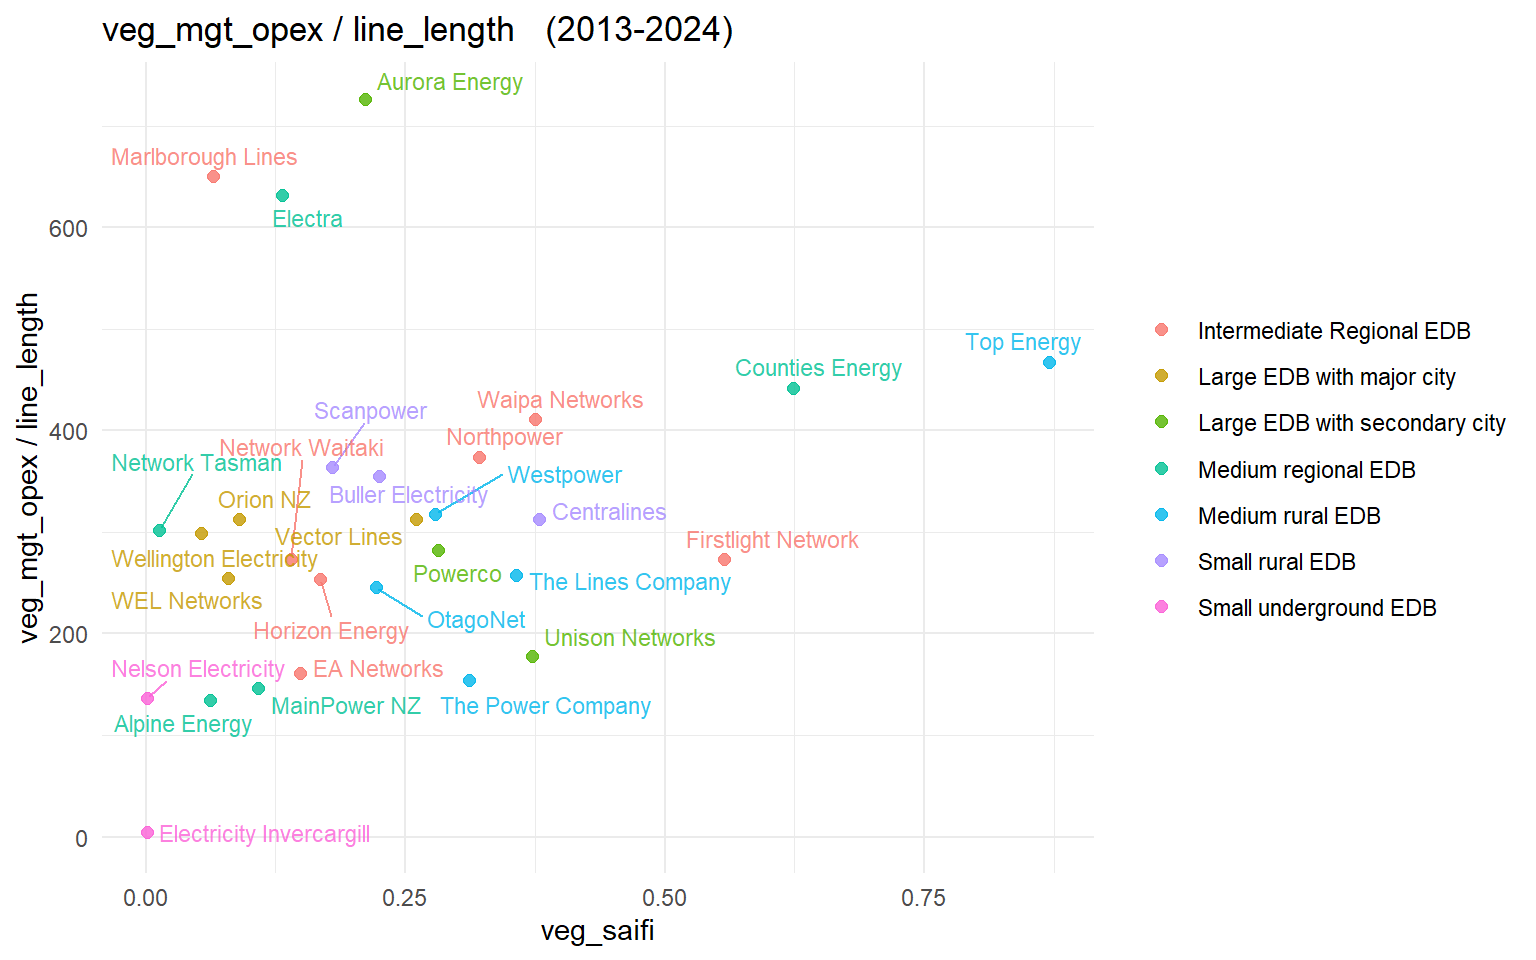 veg_mgt_opex / line_length (2013-2024)
Aurora Energy
Marlborough Lines
Electra
600
Top Energy
Counties Energy
Waipa Networks
Scanpower
400
Northpower
Network Waitaki
Network Tasman
Westpower
Buller Electricity
Orion NZ
Centralines
Vector Lines
Firstlight Network
Wellington Electricity
Powerco
The Lines Company
WEL Networks
OtagoNet
Horizon Energy
200
Unison Networks
Nelson Electricity
EA Networks
MainPower NZ
The Power Company
Alpine Energy
Electricity Invercargill
0
0.00
0.25
0.50
0.75
veg_saifi
veg_mgt_opex / line_length
Intermediate Regional EDB
Large EDB with major city
Large EDB with secondary city
Medium regional EDB
Medium rural EDB
Small rural EDB
Small underground EDB